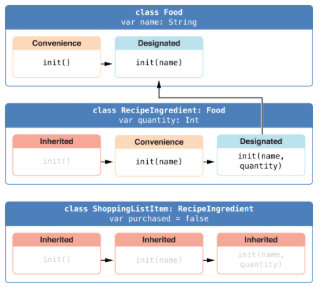 class Food
var name: String
Convenience
Designated
init()
init(name)
class RecipeIngredient: Food
var quantity: Int
Inherited
Convenience
Designated
init()
init(name)
init(name,
quantity)
class ShoppingListItem: RecipeIngredient
var purchased = false
Inherited
Inherited
Inherited
init()
init(name)
init(name,
quantity)